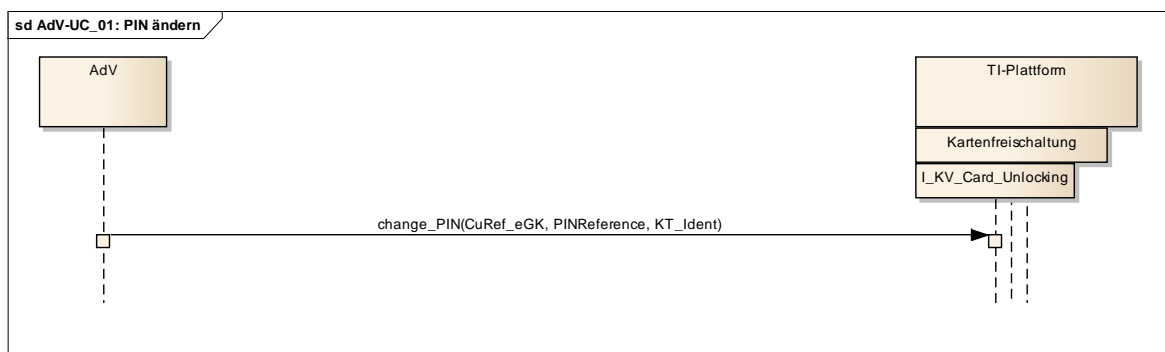 sd AdV-UC_01: PIN ändern
AdV
TI-Plattform
Kartenfreischaltung
I_KV_Card_Unlocking
change_PIN(CuRef_eGK, PINReference, KT_Ident)